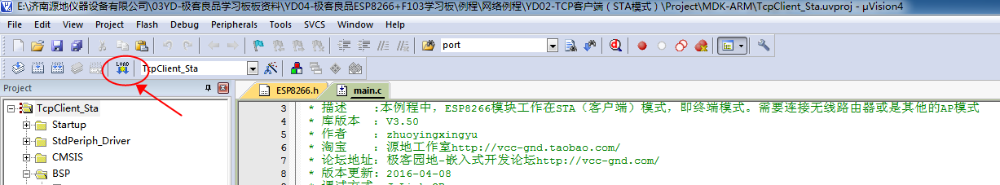 E:\济南源地仪器设备有限公司\03YD-极客良品学习板板资料\YD04-极客良品ESP8266+F103学习板\例程\网络例程\YD02-TCP客户端（STA模式）\Project\MDK-ARM\TcpClient_Sta.uvproj - µVision4
File Edit View Project Flash Debug Peripherals Tools SVCS Window Help
port
LOAD TcpClient_Sta
Project
ESP8266.h main.c
TcpClient_Sta
Startup
StdPeriph_Driver
CMSIS
BSP
3 * 描述 :本例程中，ESP8266模块工作在STA（客户端）模式，即终端模式。需要连接无线路由器或是其他的AP模式
4 * 库版本 : V3.50
5 * 作者 : zhuoyingxingyu
6 * 淘宝 : 源地工作室http://vcc-gnd.taobao.com/
7 * 论坛地址: 极客园地-嵌入式开发论坛http://vcc-gnd.com/
8 * 版本更新: 2016-04-08